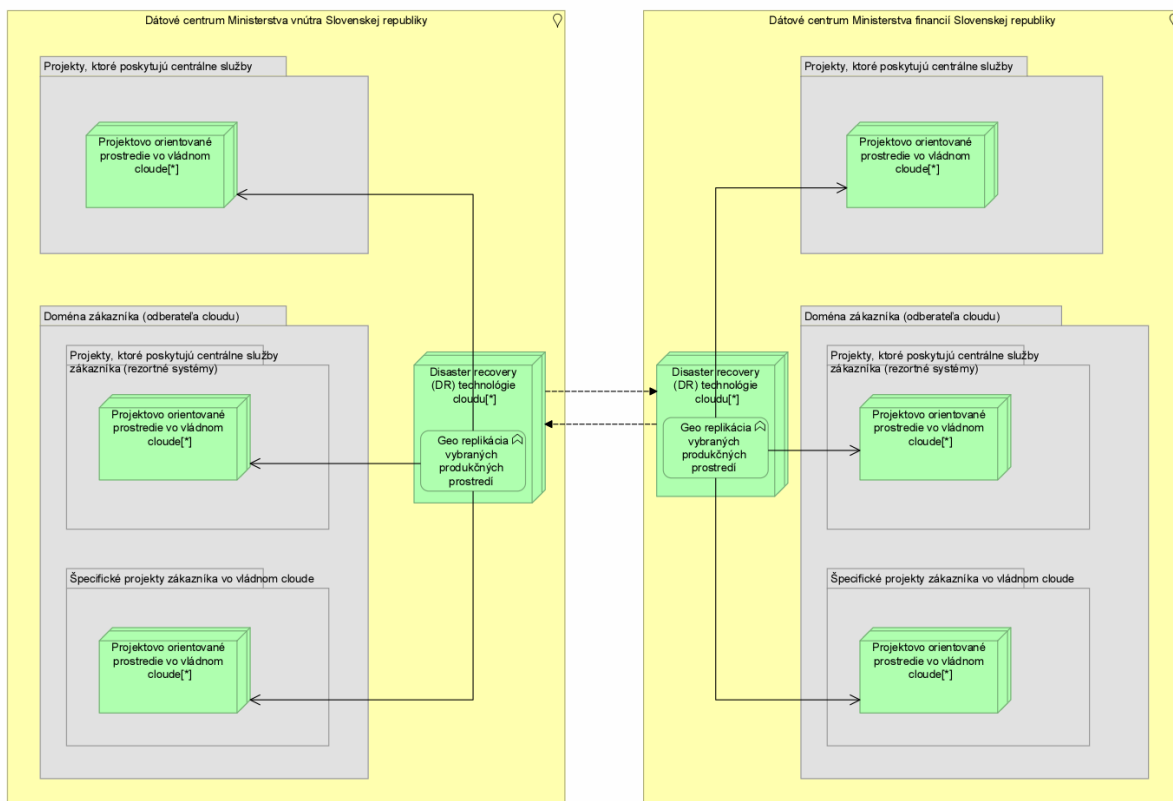 Dátové centrum Ministerstva vnútra Slovenskej republiky
Projekty, ktoré poskytujú centrálne služby
Projektovo orientované
prostredie vo vládnom
cloude[*]
Doména zákazníka (odberateľa cloudu)
Projekty, ktoré poskytujú centrálne služby
zákazníka (rezortné systémy)
Projektovo orientované
prostredie vo vládnom
cloude[*]
Špecifické projekty zákazníka vo vládnom cloude
Projektovo orientované
prostredie vo vládnom
cloude[*]
Disaster recovery
(DR) technológie
cloudu[*]
Geo replikácia
vybraných
produkčných
prostredí
Dátové centrum Ministerstva financií Slovenskej republiky
Disaster recovery
(DR) technológie
cloudu[*]
Geo replikácia
vybraných
produkčných
prostredí
Projekty, ktoré poskytujú centrálne služby
Projektovo orientované
prostredie vo vládnom
cloude[*]
Doména zákazníka (odberateľa cloudu)
Projekty, ktoré poskytujú centrálne služby
zákazníka (rezortné systémy)
Projektovo orientované
prostredie vo vládnom
cloude[*]
Špecifické projekty zákazníka vo vládnom cloude
Projektovo orientované
prostredie vo vládnom
cloude[*]